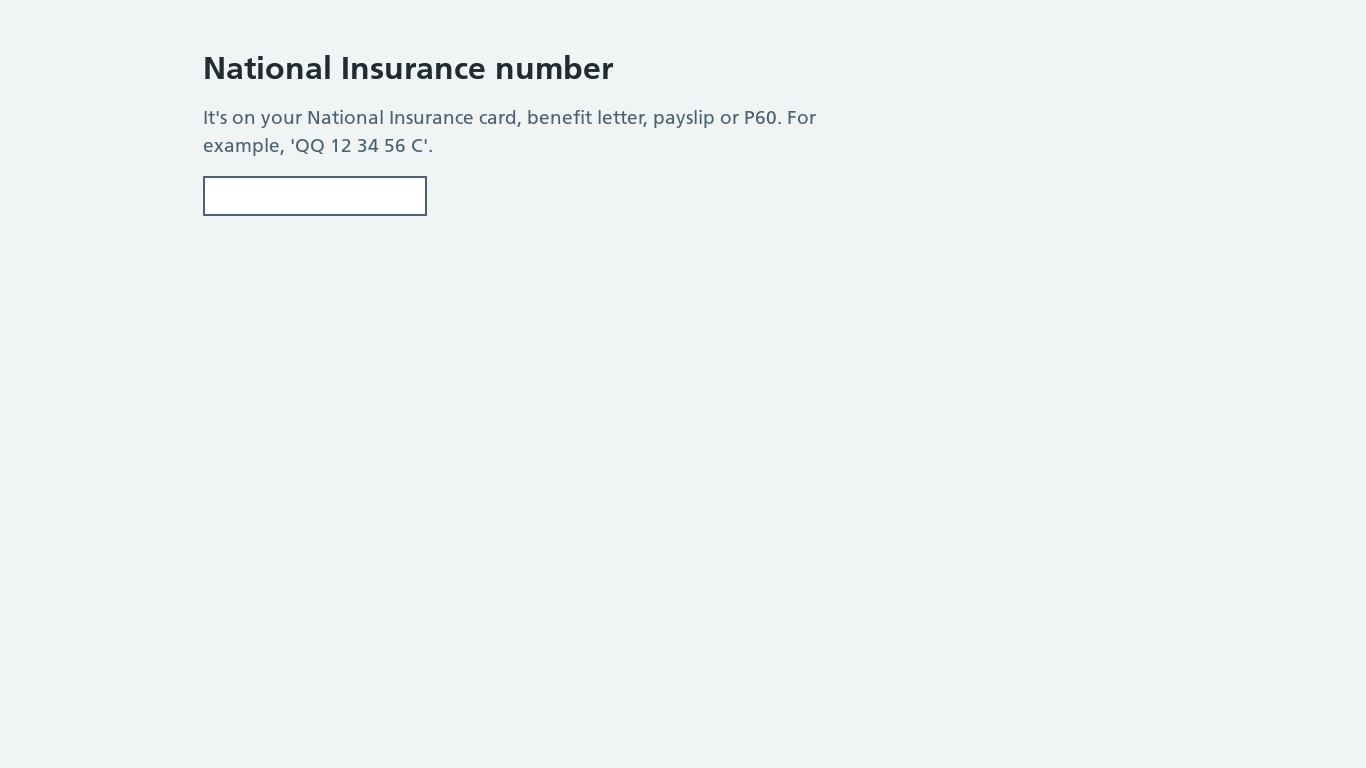 National Insurance number
It's on your National Insurance card, benefit letter, payslip or P60. For
example, 'QQ 12 34 56 C'.